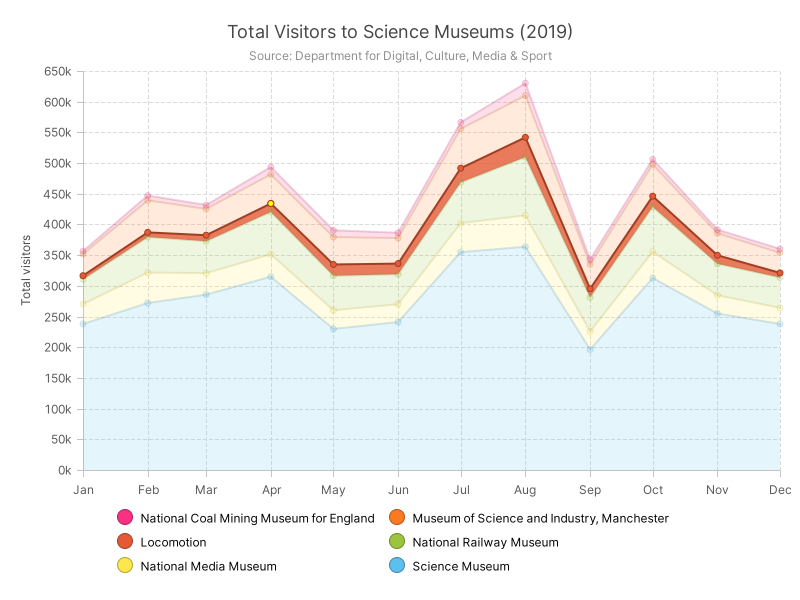 Total Visitors to Science Museums (2019)
Source: Department for Digital, Culture, Media & Sport
Total visitors
650k
600k
550k
500k
450k
400k
350k
300k
250k
200k
150k
100k
50k
0k
Jan Feb Mar Apr May Jun Jul Aug Sep Oct Nov Dec
National Coal Mining Museum for England Museum of Science and Industry, Manchester
Locomotion National Railway Museum
National Media Museum Science Museum